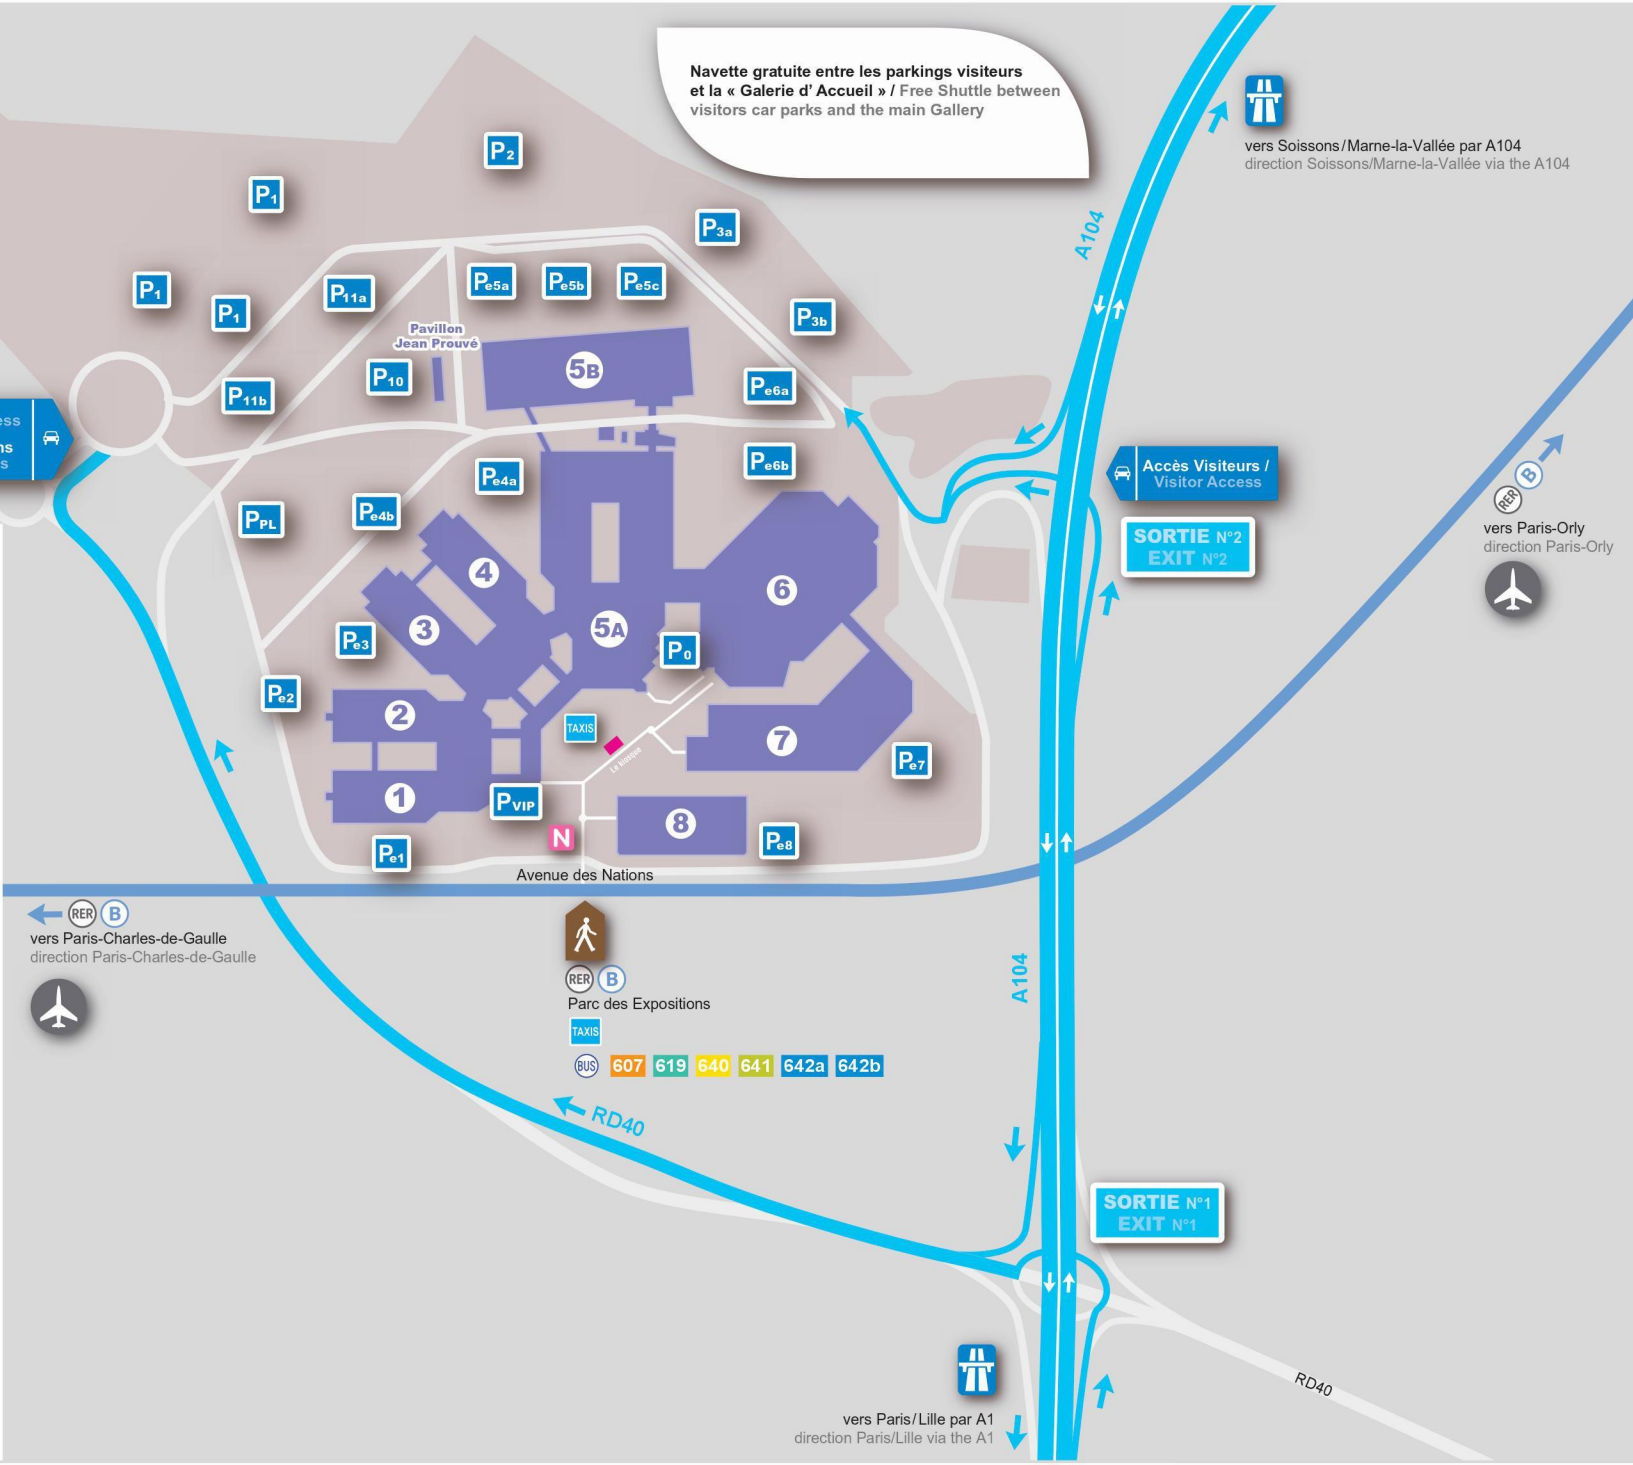 Navette gratuite entre les parkings visiteurs
et la « Galerie d'Accueil » / Free Shuttle between
visitors car parks and the main Gallery
vers Soissons/Marne-la-Vallée par A104
direction Soissons/Marne-la-Vallée via the A104
A104
P2
P1
P3a
P1
P1
P11a
Pe5a
Pe5b
Pe5c
P3b
Pavillon
Jean Prouvé
5B
P10
P11b
Pe6a
ess
ns
s
Pe4a
Pe6b
Accès Visiteurs /
Visitor Access
SORTIE N°2
EXIT N°2
RER B
vers Paris-Orly
direction Paris-Orly
PPL
Pe4b
4
6
3
5A
P0
Pe3
Pe2
2
TAXIS
Le kiosque
7
Pe7
1
PVIP
N
8
Pe8
Pe1
Avenue des Nations
RER B
vers Paris-Charles-de-Gaulle
direction Paris-Charles-de-Gaulle
RER B
Parc des Expositions
TAXIS
BUS 607 619 640 641 642a 642b
A104
RD40
SORTIE N°1
EXIT N°1
RD40
vers Paris/Lille par A1
direction Paris/Lille via the A1